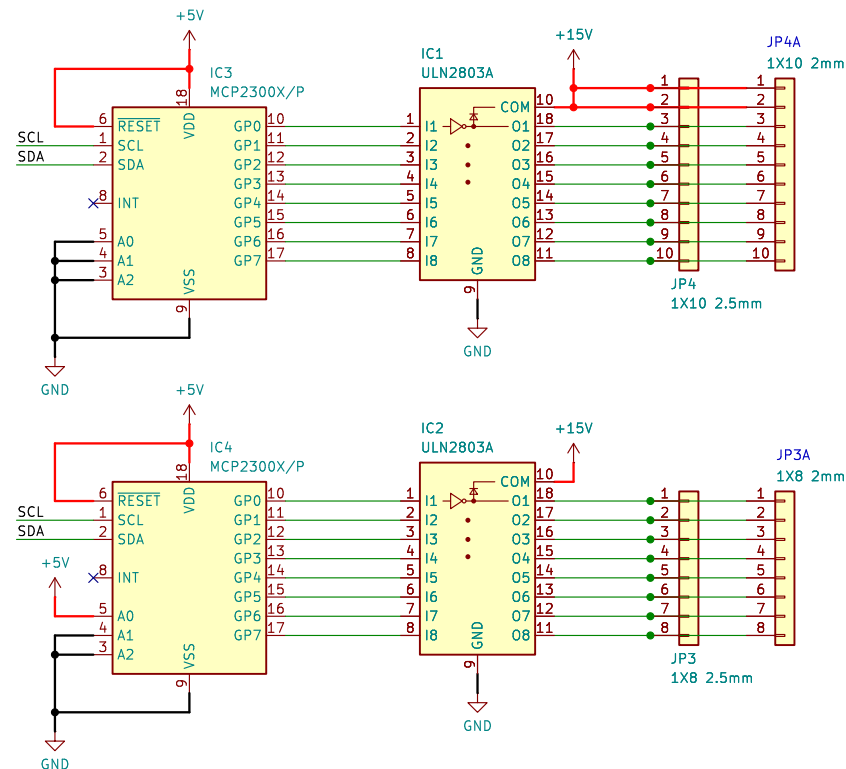 +5V
+15V
JP4A
1X10 2mm
IC3
MCP2300X/P
IC1
ULN2803A
18
VDD
6 RESET
SCL 1 SCL
SDA 2 SDA
8 INT
5 A0
4 A1
3 A2
VSS
9
GND
GP0 10
GP1 11
GP2 12
GP3 13
GP4 14
GP5 15
GP6 16
GP7 17
1 I1
2 I2
3 I3
4 I4
5 I5
6 I6
7 I7
8 I8
COM 10
O1 18
O2 17
O3 16
O4 15
O5 14
O6 13
O7 12
O8 11
GND
9
GND
1
2
3
4
5
6
7
8
9
10
JP4
1X10 2.5mm
1
2
3
4
5
6
7
8
9
10
+5V
+15V
JP3A
1X8 2mm
IC4
MCP2300X/P
IC2
ULN2803A
18
VDD
6 RESET
SCL 1 SCL
SDA 2 SDA
+5V
8 INT
5 A0
4 A1
3 A2
VSS
9
GND
GP0 10
GP1 11
GP2 12
GP3 13
GP4 14
GP5 15
GP6 16
GP7 17
1 I1
2 I2
3 I3
4 I4
5 I5
6 I6
7 I7
8 I8
COM 10
O1 18
O2 17
O3 16
O4 15
O5 14
O6 13
O7 12
O8 11
GND
9
GND
1
2
3
4
5
6
7
8
JP3
1X8 2.5mm
1
2
3
4
5
6
7
8